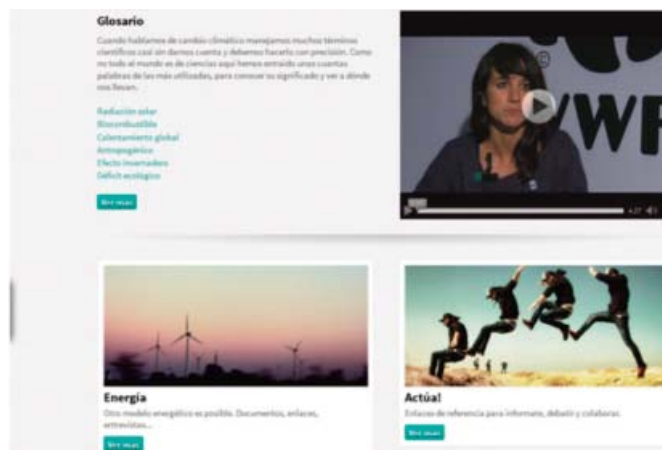 Glosario
Cuando hablamos de cambio climático manejamos muchos términos
científicos casi sin darnos cuenta y debemos hacerlo con precisión. Como
no todo el mundo es de ciencias aquí hemos extraído unas cuantas
palabras de las más utilizadas, para conocer su significado y ver a dónde
nos llevan.
Radiación solar
Biocombustible
Calentamiento global
Antropogénico
Efecto invernadero
Déficit ecológico
Ver más
©
WWF
4:27
Energía
Otro modelo energético es posible. Documentos, enlaces,
entrevistas...
Ver más
Actúa!
Enlaces de referencia para informate, debatir y colaborar.
Ver más